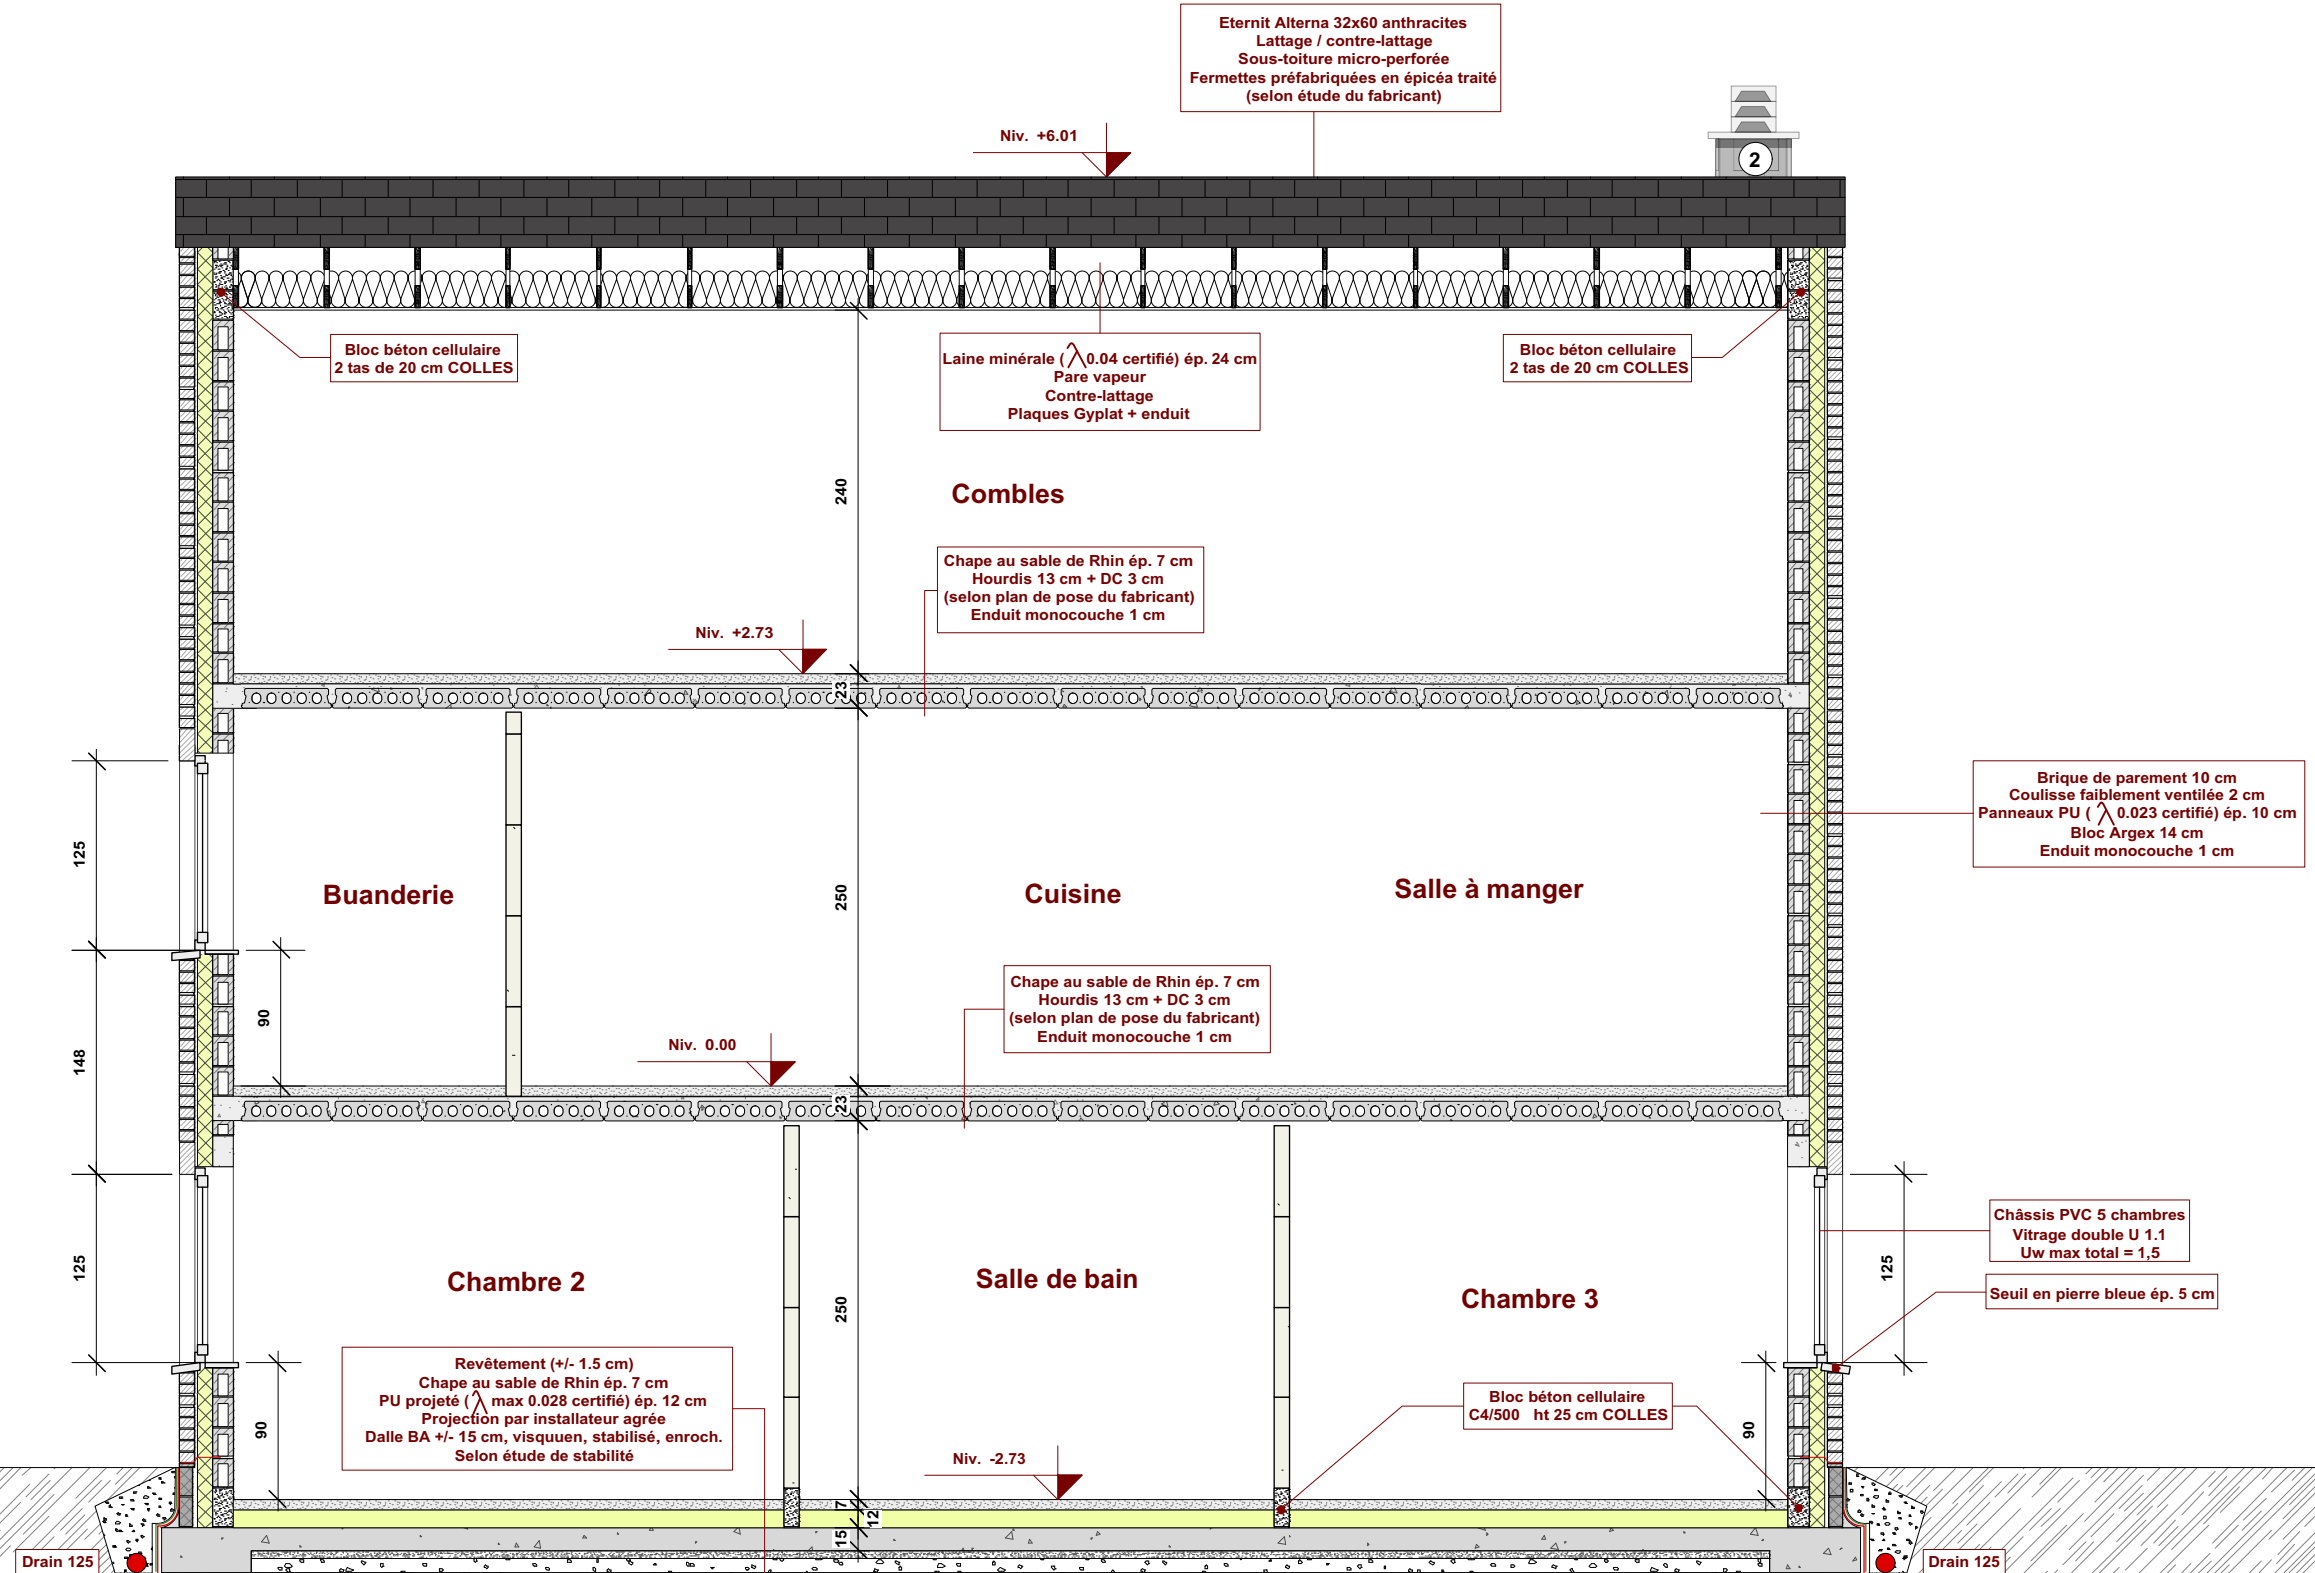 Eternit Alterna 32x60 anthracites
Lattage / contre-lattage
Sous-toiture micro-perforée
Fermettes préfabriquées en épicéa traité
(selon étude du fabricant)
Niv. +6.01
2
Bloc béton cellulaire
2 tas de 20 cm COLLES
Laine minérale (λ 0.04 certifié) ép. 24 cm
Pare vapeur
Contre-lattage
Plaques Gyplat + enduit
Bloc béton cellulaire
2 tas de 20 cm COLLES
240
Combles
Chape au sable de Rhin ép. 7 cm
Hourdis 13 cm + DC 3 cm
(selon plan de pose du fabricant)
Enduit monocouche 1 cm
Niv. +2.73
23
Brique de parement 10 cm
Coulisse faiblement ventilée 2 cm
Panneaux PU ( λ 0.023 certifié) ép. 10 cm
Bloc Argex 14 cm
Enduit monocouche 1 cm
125
Buanderie
250
Cuisine
Salle à manger
Chape au sable de Rhin ép. 7 cm
Hourdis 13 cm + DC 3 cm
(selon plan de pose du fabricant)
Enduit monocouche 1 cm
90
148
Niv. 0.00
23
Châssis PVC 5 chambres
Vitrage double U 1.1
Uw max total = 1,5
125
Chambre 2
250
Salle de bain
Chambre 3
125
Seuil en pierre bleue ép. 5 cm
Revêtement (+/- 1.5 cm)
Chape au sable de Rhin ép. 7 cm
PU projeté (λ max 0.028 certifié) ép. 12 cm
Projection par installateur agrée
Dalle BA +/- 15 cm, visquuen, stabilisé, enroch.
Selon étude de stabilité
Bloc béton cellulaire
C4/500 ht 25 cm COLLES
90
90
Niv. -2.73
7
12
15
Drain 125
Drain 125